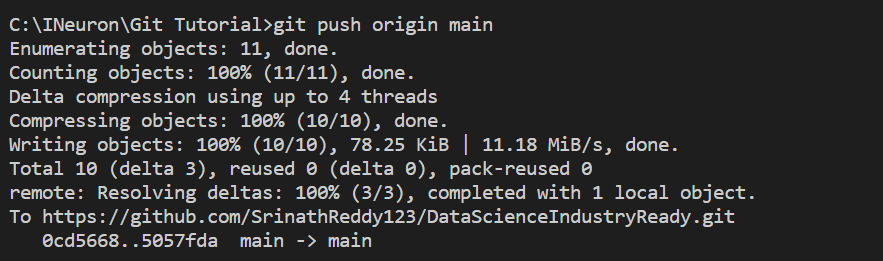 C:\INeuron\Git Tutorial>git push origin main
Enumerating objects: 11, done.
Counting objects: 100% (11/11), done.
Delta compression using up to 4 threads
Compressing objects: 100% (10/10), done.
Writing objects: 100% (10/10), 78.25 KiB | 11.18 MiB/s, done.
Total 10 (delta 3), reused 0 (delta 0), pack-reused 0
remote: Resolving deltas: 100% (3/3), completed with 1 local object.
To https://github.com/SrinathReddy123/DataScienceIndustryReady.git
   0cd5668..5057fda  main -> main